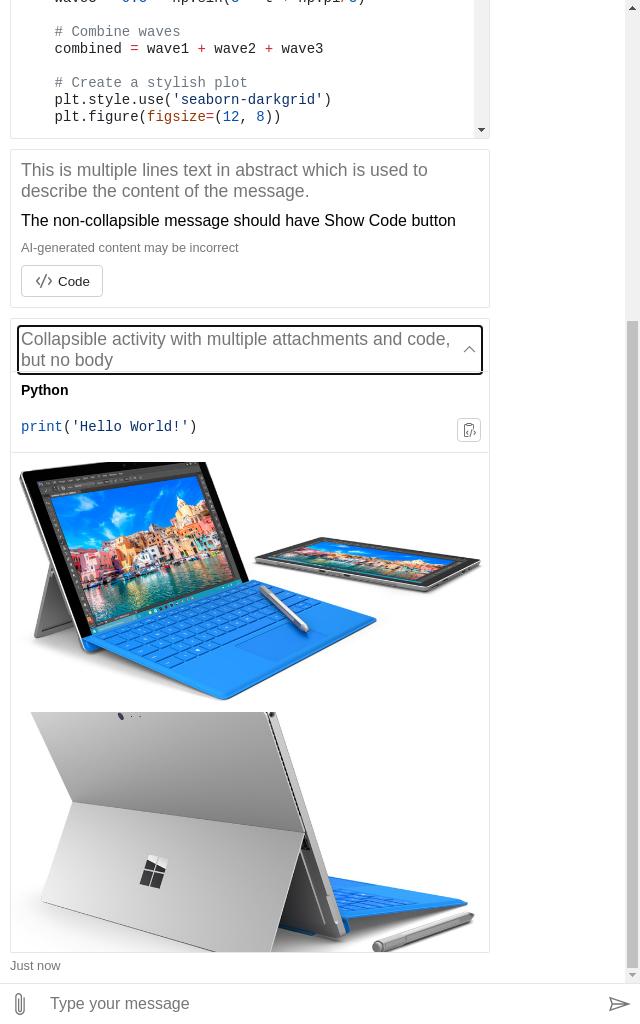 # Combine waves
combined = wave1 + wave2 + wave3
# Create a stylish plot
plt.style.use('seaborn-darkgrid')
plt.figure(figsize=(12, 8))
This is multiple lines text in abstract which is used to
describe the content of the message.
The non-collapsible message should have Show Code button
AI-generated content may be incorrect
Code
Collapsible activity with multiple attachments and code,
but no body
Python
print('Hello World!')
Just now
Type your message